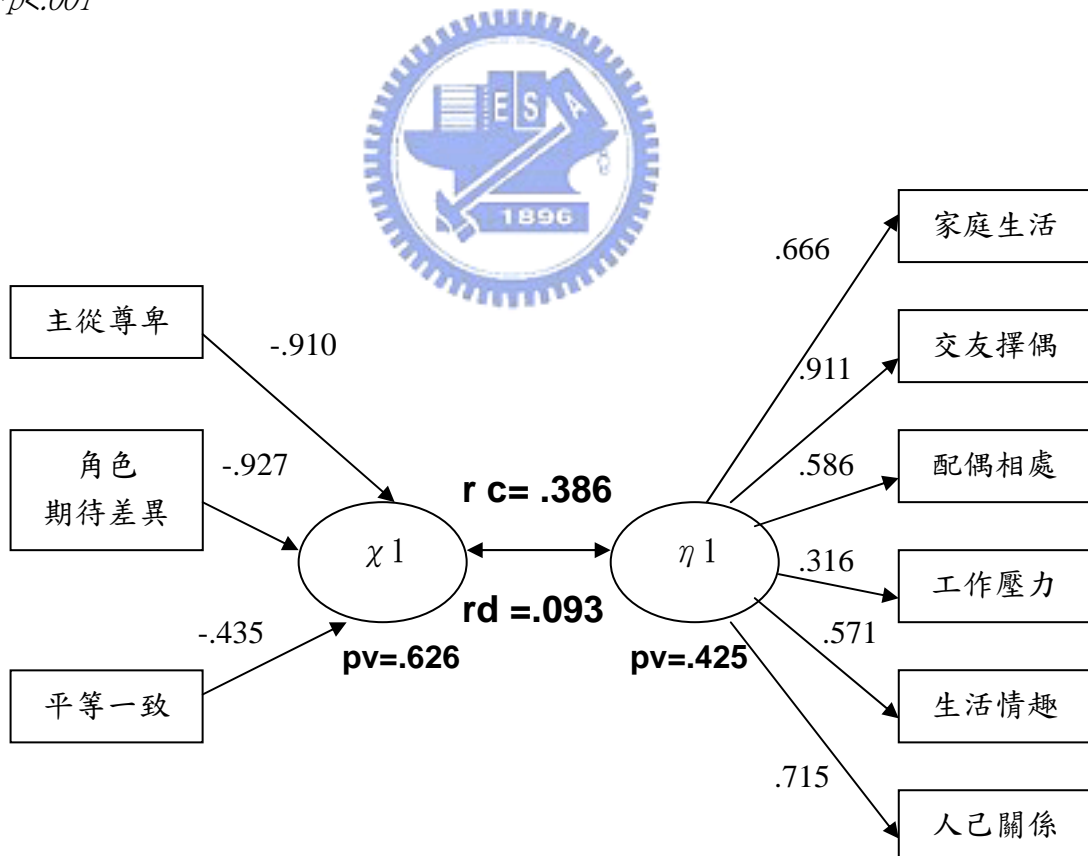 p<.001
E S A
1896
主從尊卑
角色
期待差異
平等一致
-.910
-.927
-.435
χ1
pv=.626
r c= .386
rd =.093
η1
pv=.425
.666
.911
.586
.316
.571
.715
家庭生活
交友擇偶
配偶相處
工作壓力
生活情趣
人己關係